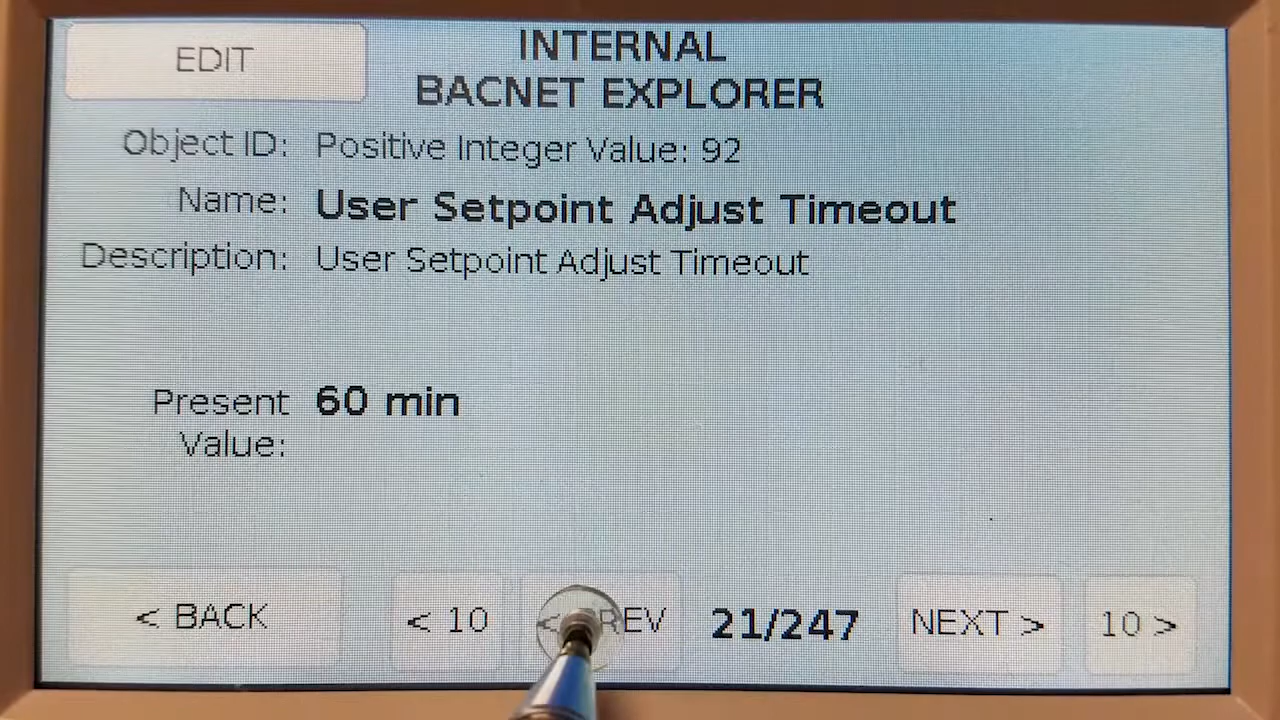 EDIT
INTERNAL
BACNET EXPLORER
Object ID: Positive Integer Value: 92
Name: User Setpoint Adjust Timeout
Description: User Setpoint Adjust Timeout
Present Value: 60 min
< BACK
< 10
< PREV
21/247
NEXT >
10 >